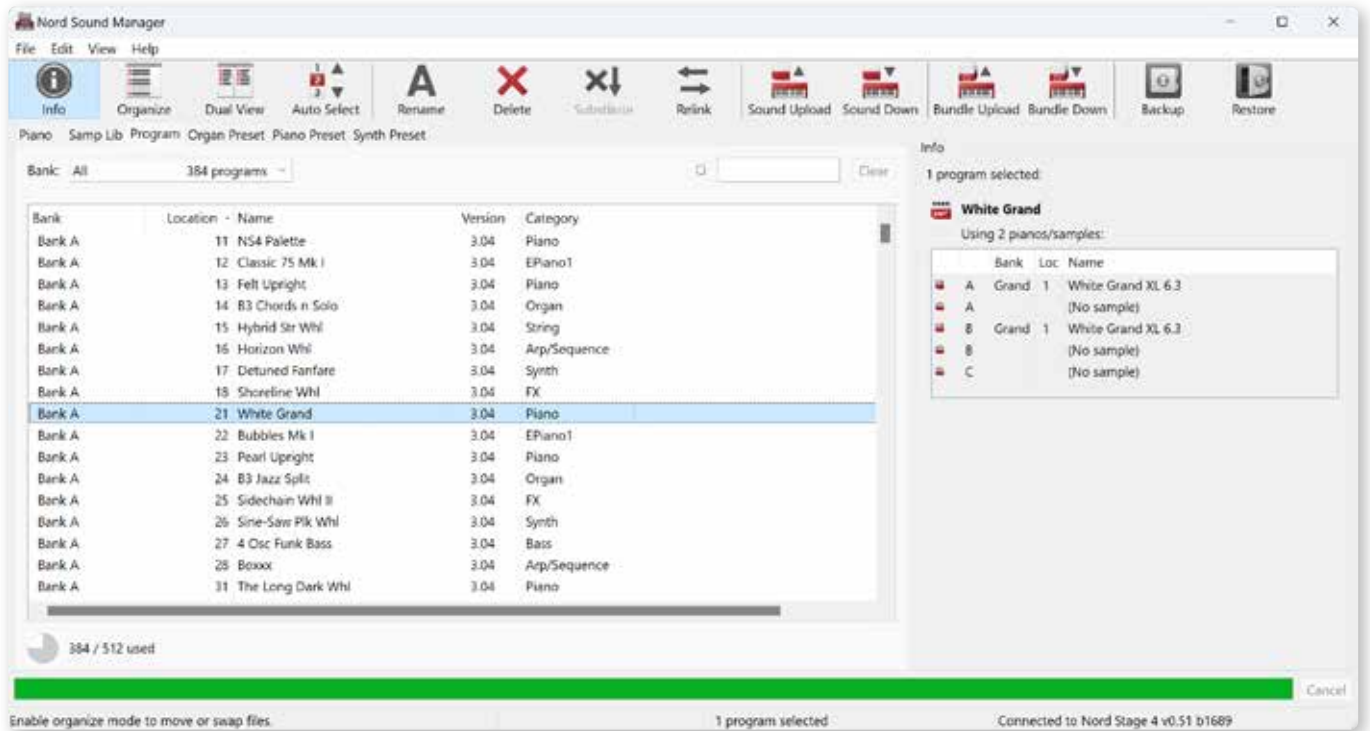 Nord Sound Manager
File Edit View Help
Info Organize Dual View Auto Select Rename Delete Substitute Relink Sound Upload Sound Down Bundle Upload Bundle Down Backup Restore
Piano Samp Lib Program Organ Preset Piano Preset Synth Preset
Bank: All 384 programs Clear
Bank Location Name Version Category
Bank A 11 NS4 Palette 3.04 Piano
Bank A 12 Classic 75 Mk I 3.04 EPiano1
Bank A 13 Felt Upright 3.04 Piano
Bank A 14 B3 Chords n Solo 3.04 Organ
Bank A 15 Hybrid Str Whl 3.04 String
Bank A 16 Horizon Whl 3.04 Arp/Sequence
Bank A 17 Detuned Fanfare 3.04 Synth
Bank A 18 Shoreline Whl 3.04 FX
Bank A 21 White Grand 3.04 Piano
Bank A 22 Bubbles Mk I 3.04 EPiano1
Bank A 23 Pearl Upright 3.04 Piano
Bank A 24 B3 Jazz Split 3.04 Organ
Bank A 25 Sidechain Whl II 3.04 FX
Bank A 26 Sine-Saw Plk Whl 3.04 Synth
Bank A 27 4 Osc Funk Bass 3.04 Bass
Bank A 28 Boxxx 3.04 Arp/Sequence
Bank A 31 The Long Dark Whl 3.04 Piano
384 / 512 used
Info
1 program selected:
White Grand
Using 2 pianos/samples:
Bank Loc Name
A Grand 1 White Grand XL 6.3
A (No sample)
B Grand 1 White Grand XL 6.3
B (No sample)
C (No sample)
Cancel
Enable organize mode to move or swap files. 1 program selected Connected to Nord Stage 4 v0.51 b1689